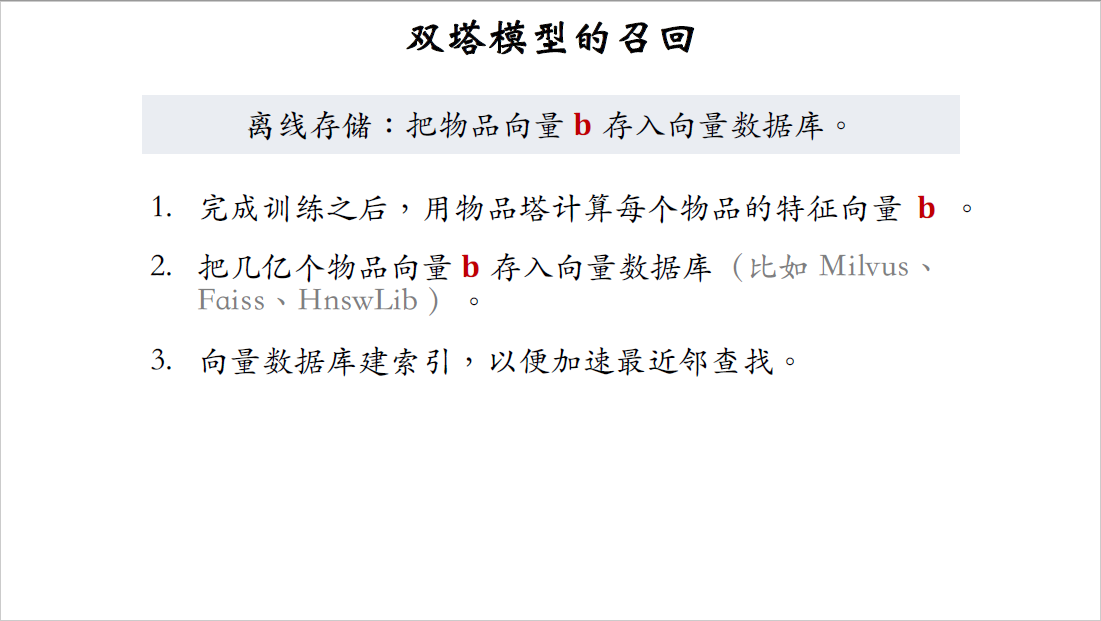 双塔模型的召回
离线存储：把物品向量 b 存入向量数据库。
1. 完成训练之后，用物品塔计算每个物品的特征向量 b 。
2. 把几亿个物品向量 b 存入向量数据库（比如 Milvus、
Faiss、HnswLib ）。
3. 向量数据库建索引，以便加速最近邻查找。